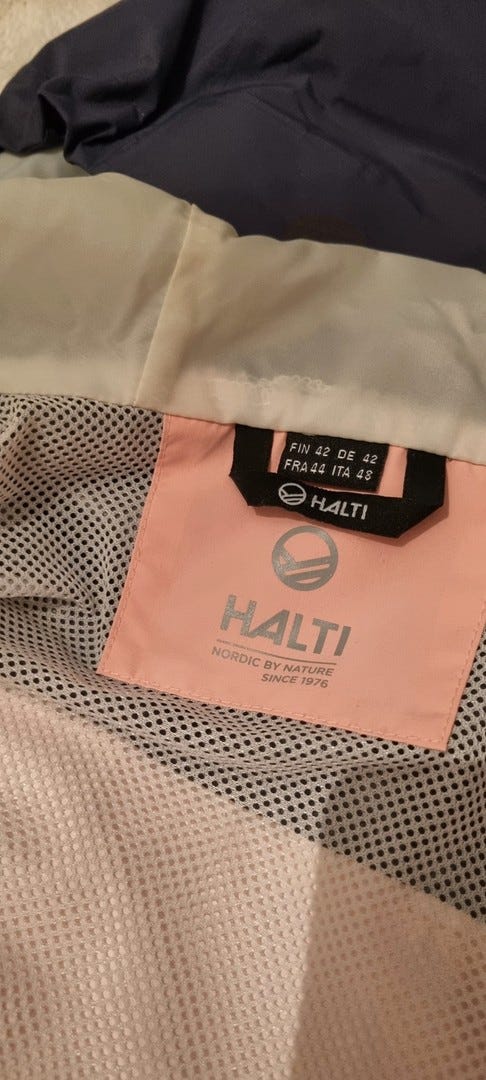 FIN 42 DE 42
FRA 44 ITA 48
HALTI
HALTI
NORDIC BY NATURE
SINCE 1976